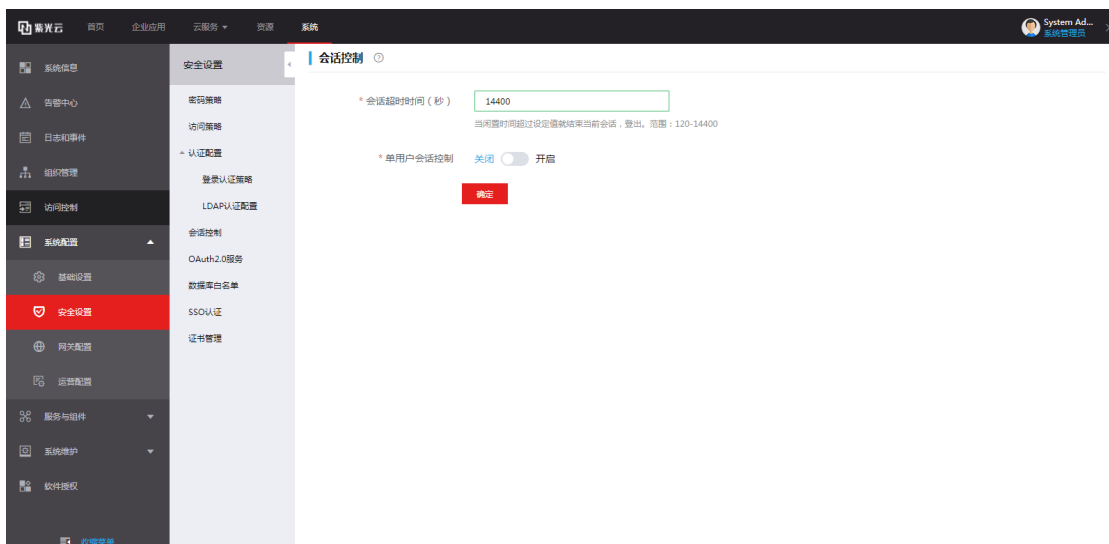 紫光云 首页 企业应用 云服务 资源 系统 System Ad...
系统管理员
系统信息
告警中心
日志和事件
组织管理
访问控制
系统配置
基础设置
安全设置
网关配置
运营配置
服务与组件
系统维护
软件授权
收缩菜单
安全设置
密码策略
访问策略
认证配置
登录认证策略
LDAP认证配置
会话控制
OAuth2.0服务
数据库白名单
SSO认证
证书管理
会话控制
* 会话超时时间（秒） 14400
当闲置时间超过设定值就结束当前会话，登出。范围：120-14400
* 单用户会话控制 关闭 开启
确定